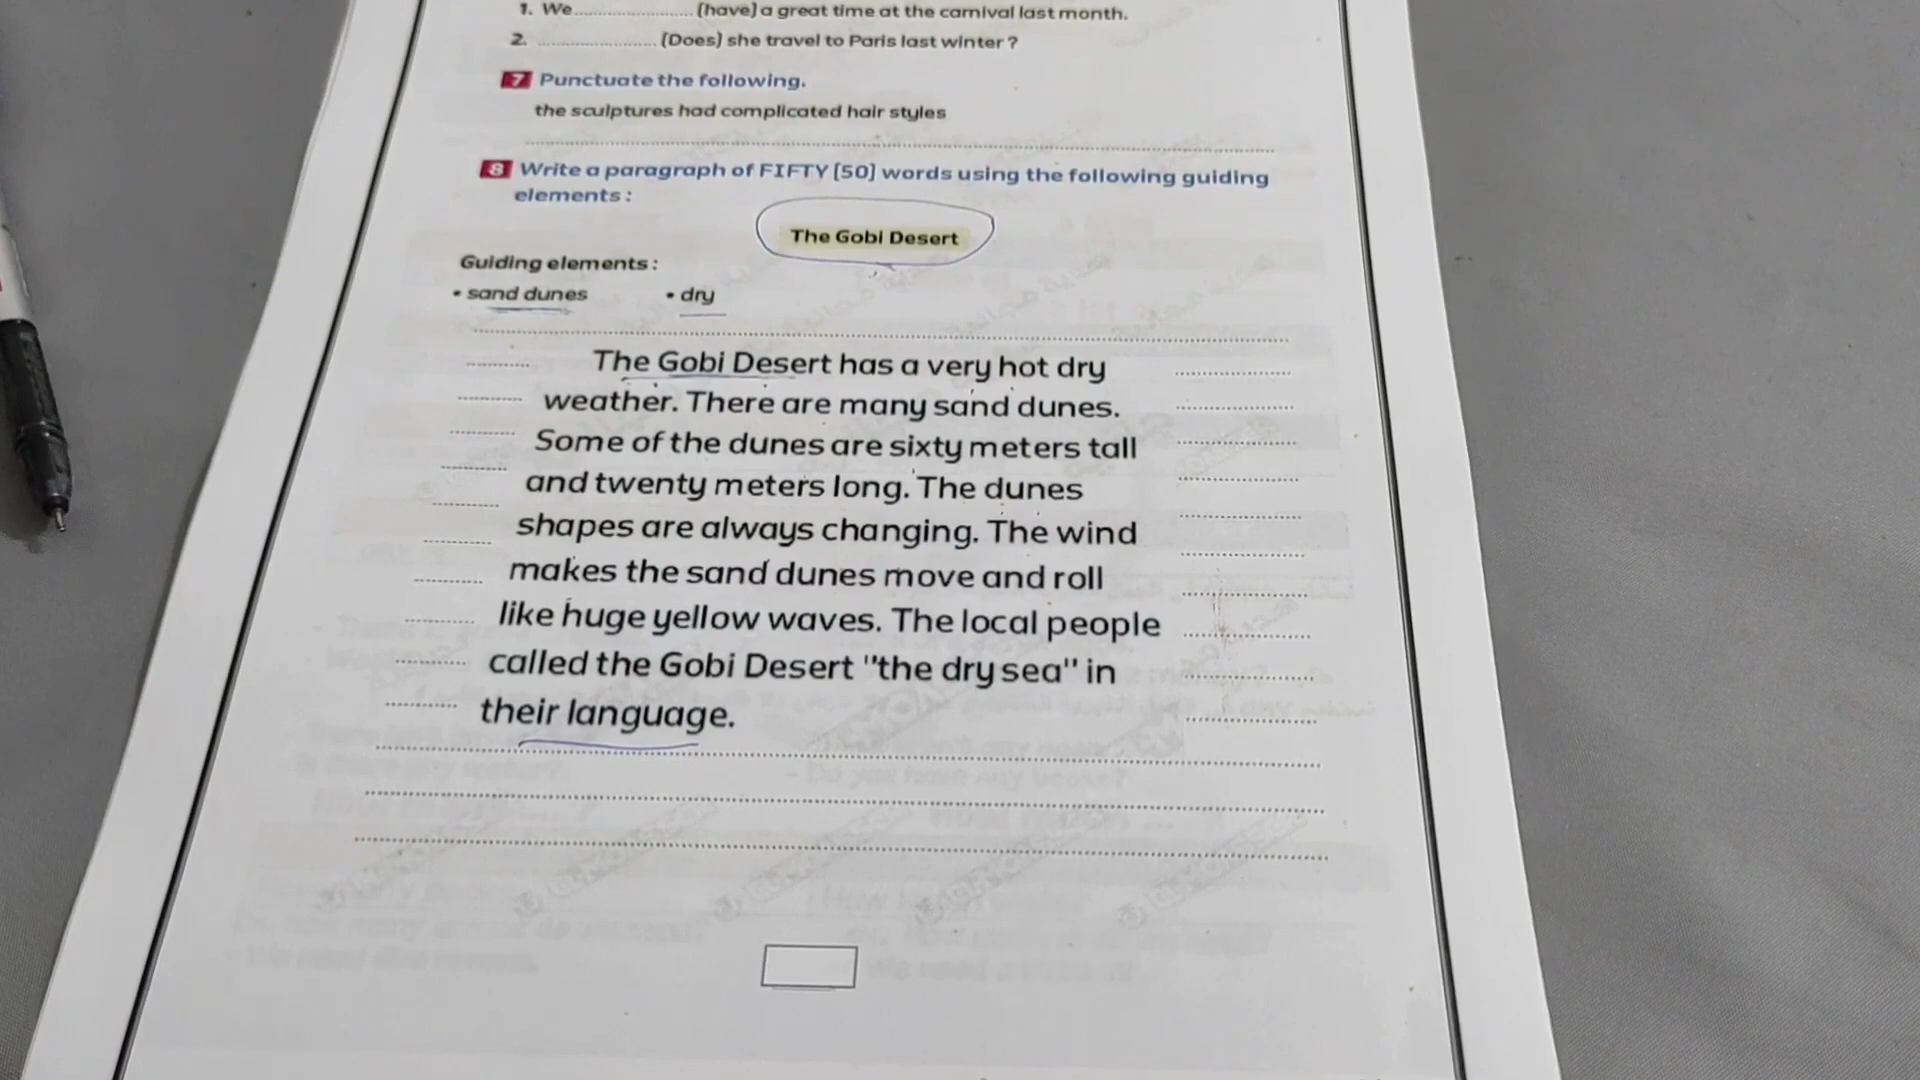 1. We.................... (have) a great time at the carnival last month.
2. .................... (Does) she travel to Paris last winter ?
7 Punctuate the following.
the sculptures had complicated hair styles
8 Write a paragraph of FIFTY (50) words using the following guiding
elements :
The Gobi Desert
Guiding elements :
• sand dunes • dry
The Gobi Desert has a very hot dry
weather. There are many sand dunes.
Some of the dunes are sixty meters tall
and twenty meters long. The dunes
shapes are always changing. The wind
makes the sand dunes move and roll
like huge yellow waves. The local people
called the Gobi Desert "the dry sea" in
their language.